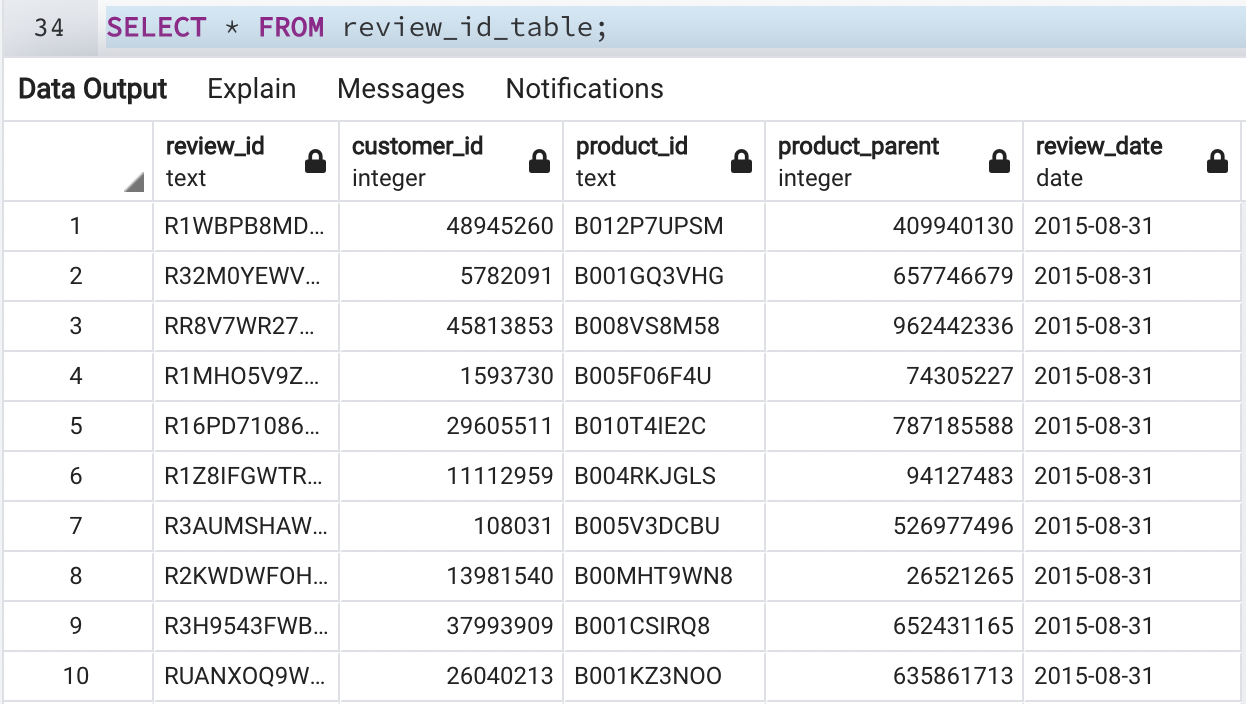 34 SELECT * FROM review_id_table;
Data Output Explain Messages Notifications
review_id customer_id product_id product_parent review_date
text integer text integer date
1 R1WBPB8MD... 48945260 B012P7UPSM 409940130 2015-08-31
2 R32M0YEWV... 5782091 B001GQ3VHG 657746679 2015-08-31
3 RR8V7WR27... 45813853 B008VS8M58 962442336 2015-08-31
4 R1MHO5V9Z... 1593730 B005F06F4U 74305227 2015-08-31
5 R16PD71086... 29605511 B010T4IE2C 787185588 2015-08-31
6 R1Z8IFGWTR... 11112959 B004RKJGLS 94127483 2015-08-31
7 R3AUMSHAW... 108031 B005V3DCBU 526977496 2015-08-31
8 R2KWDWFOH... 13981540 B00MHT9WN8 26521265 2015-08-31
9 R3H9543FWB... 37993909 B001CSIRQ8 652431165 2015-08-31
10 RUANXOQ9W... 26040213 B001KZ3NOO 635861713 2015-08-31